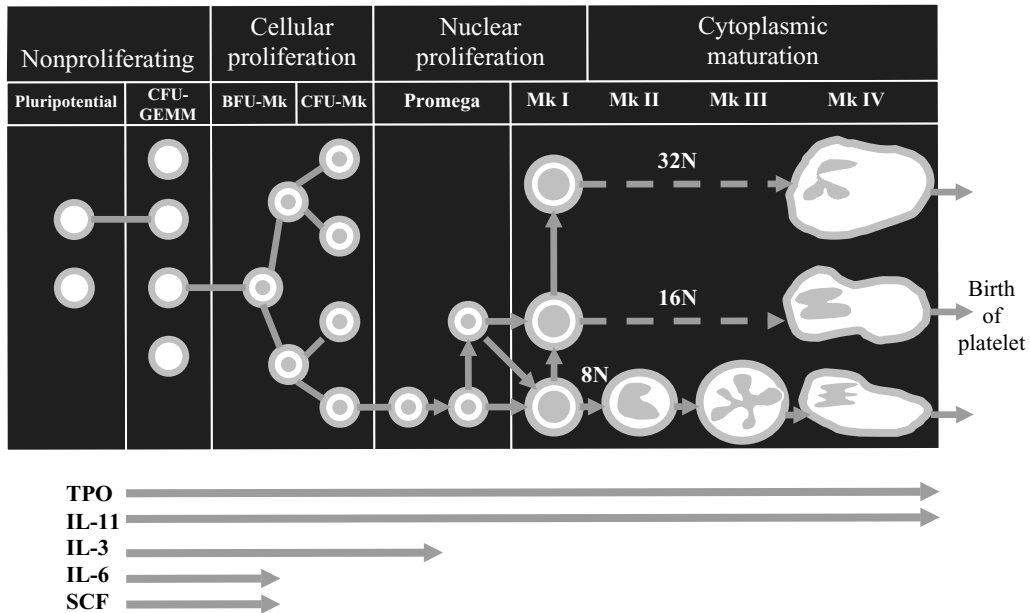 Nonproliferating
Cellular
proliferation
Nuclear
proliferation
Cytoplasmic
maturation
Pluripotential
CFU-
GEMM
BFU-Mk
CFU-Mk
Promega
Mk I
Mk II
Mk III
Mk IV
32N
16N
8N
Birth
of
platelet
TPO
IL-11
IL-3
IL-6
SCF